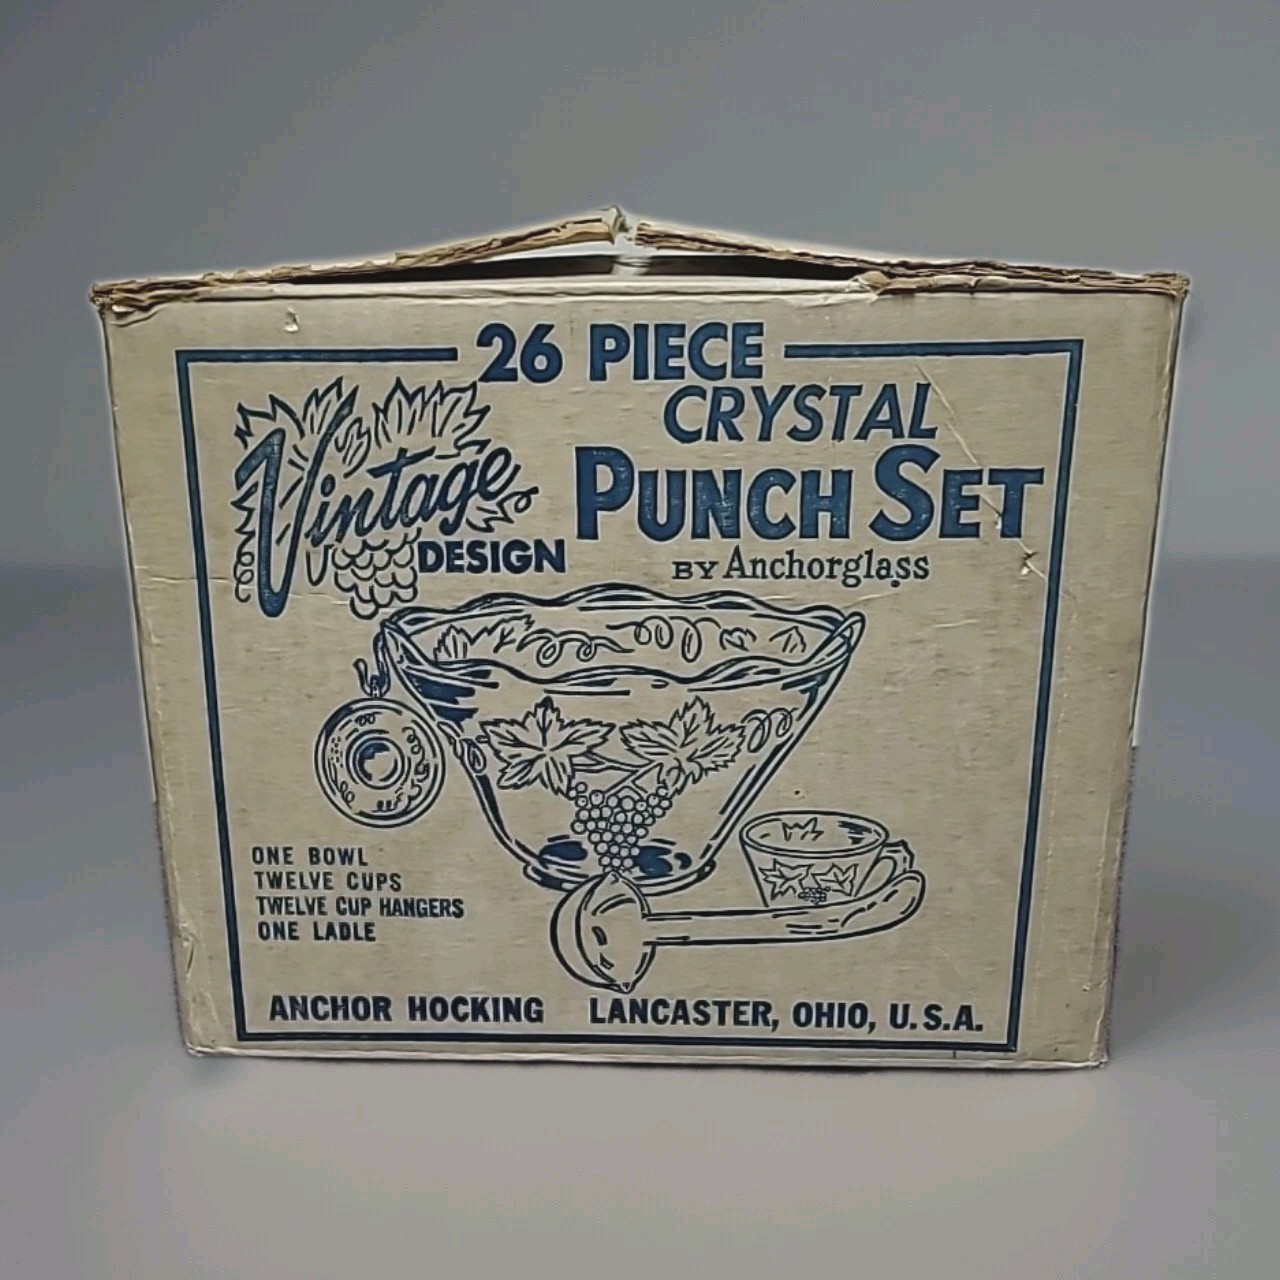 26 PIECE
CRYSTAL
Vintage
DESIGN
PUNCH SET
BY Anchorglass
ONE BOWL
TWELVE CUPS
TWELVE CUP HANGERS
ONE LADLE
ANCHOR HOCKING LANCASTER, OHIO, U.S.A.